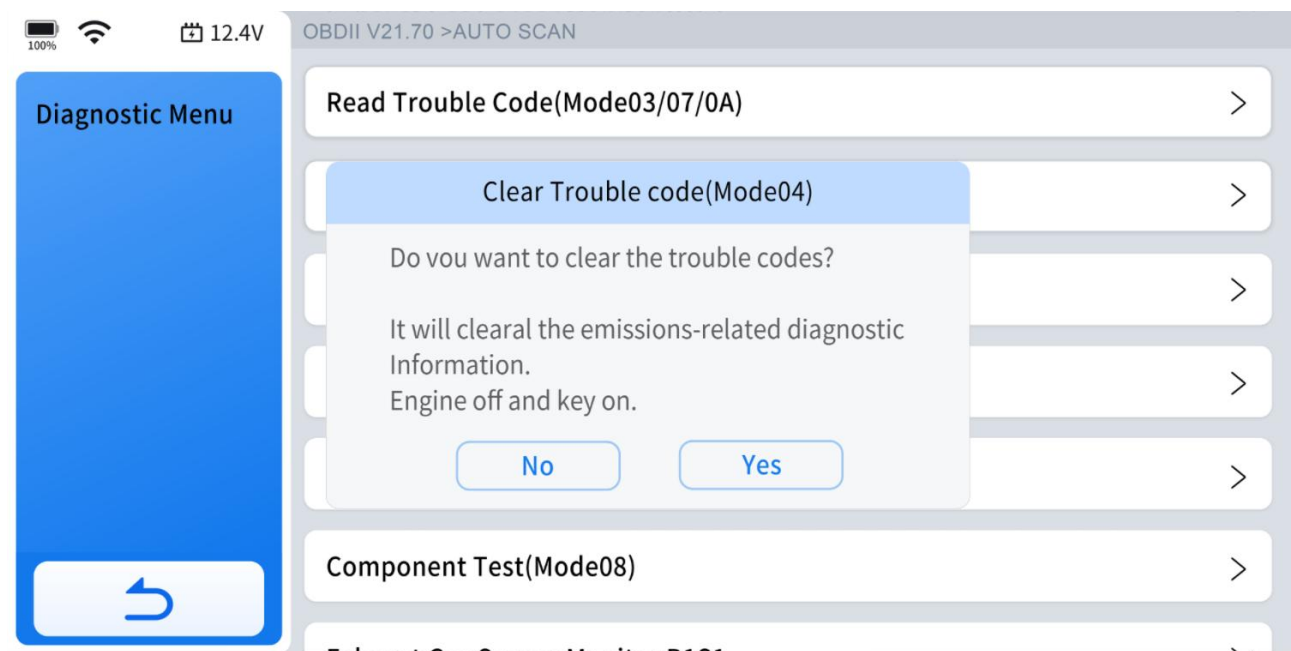 100%
12.4V
OBDII V21.70 >AUTO SCAN
Diagnostic Menu
Read Trouble Code(Mode03/07/0A)
Clear Trouble code(Mode04)
Do vou want to clear the trouble codes?
It will clearal the emissions-related diagnostic
Information.
Engine off and key on.
No
Yes
Component Test(Mode08)